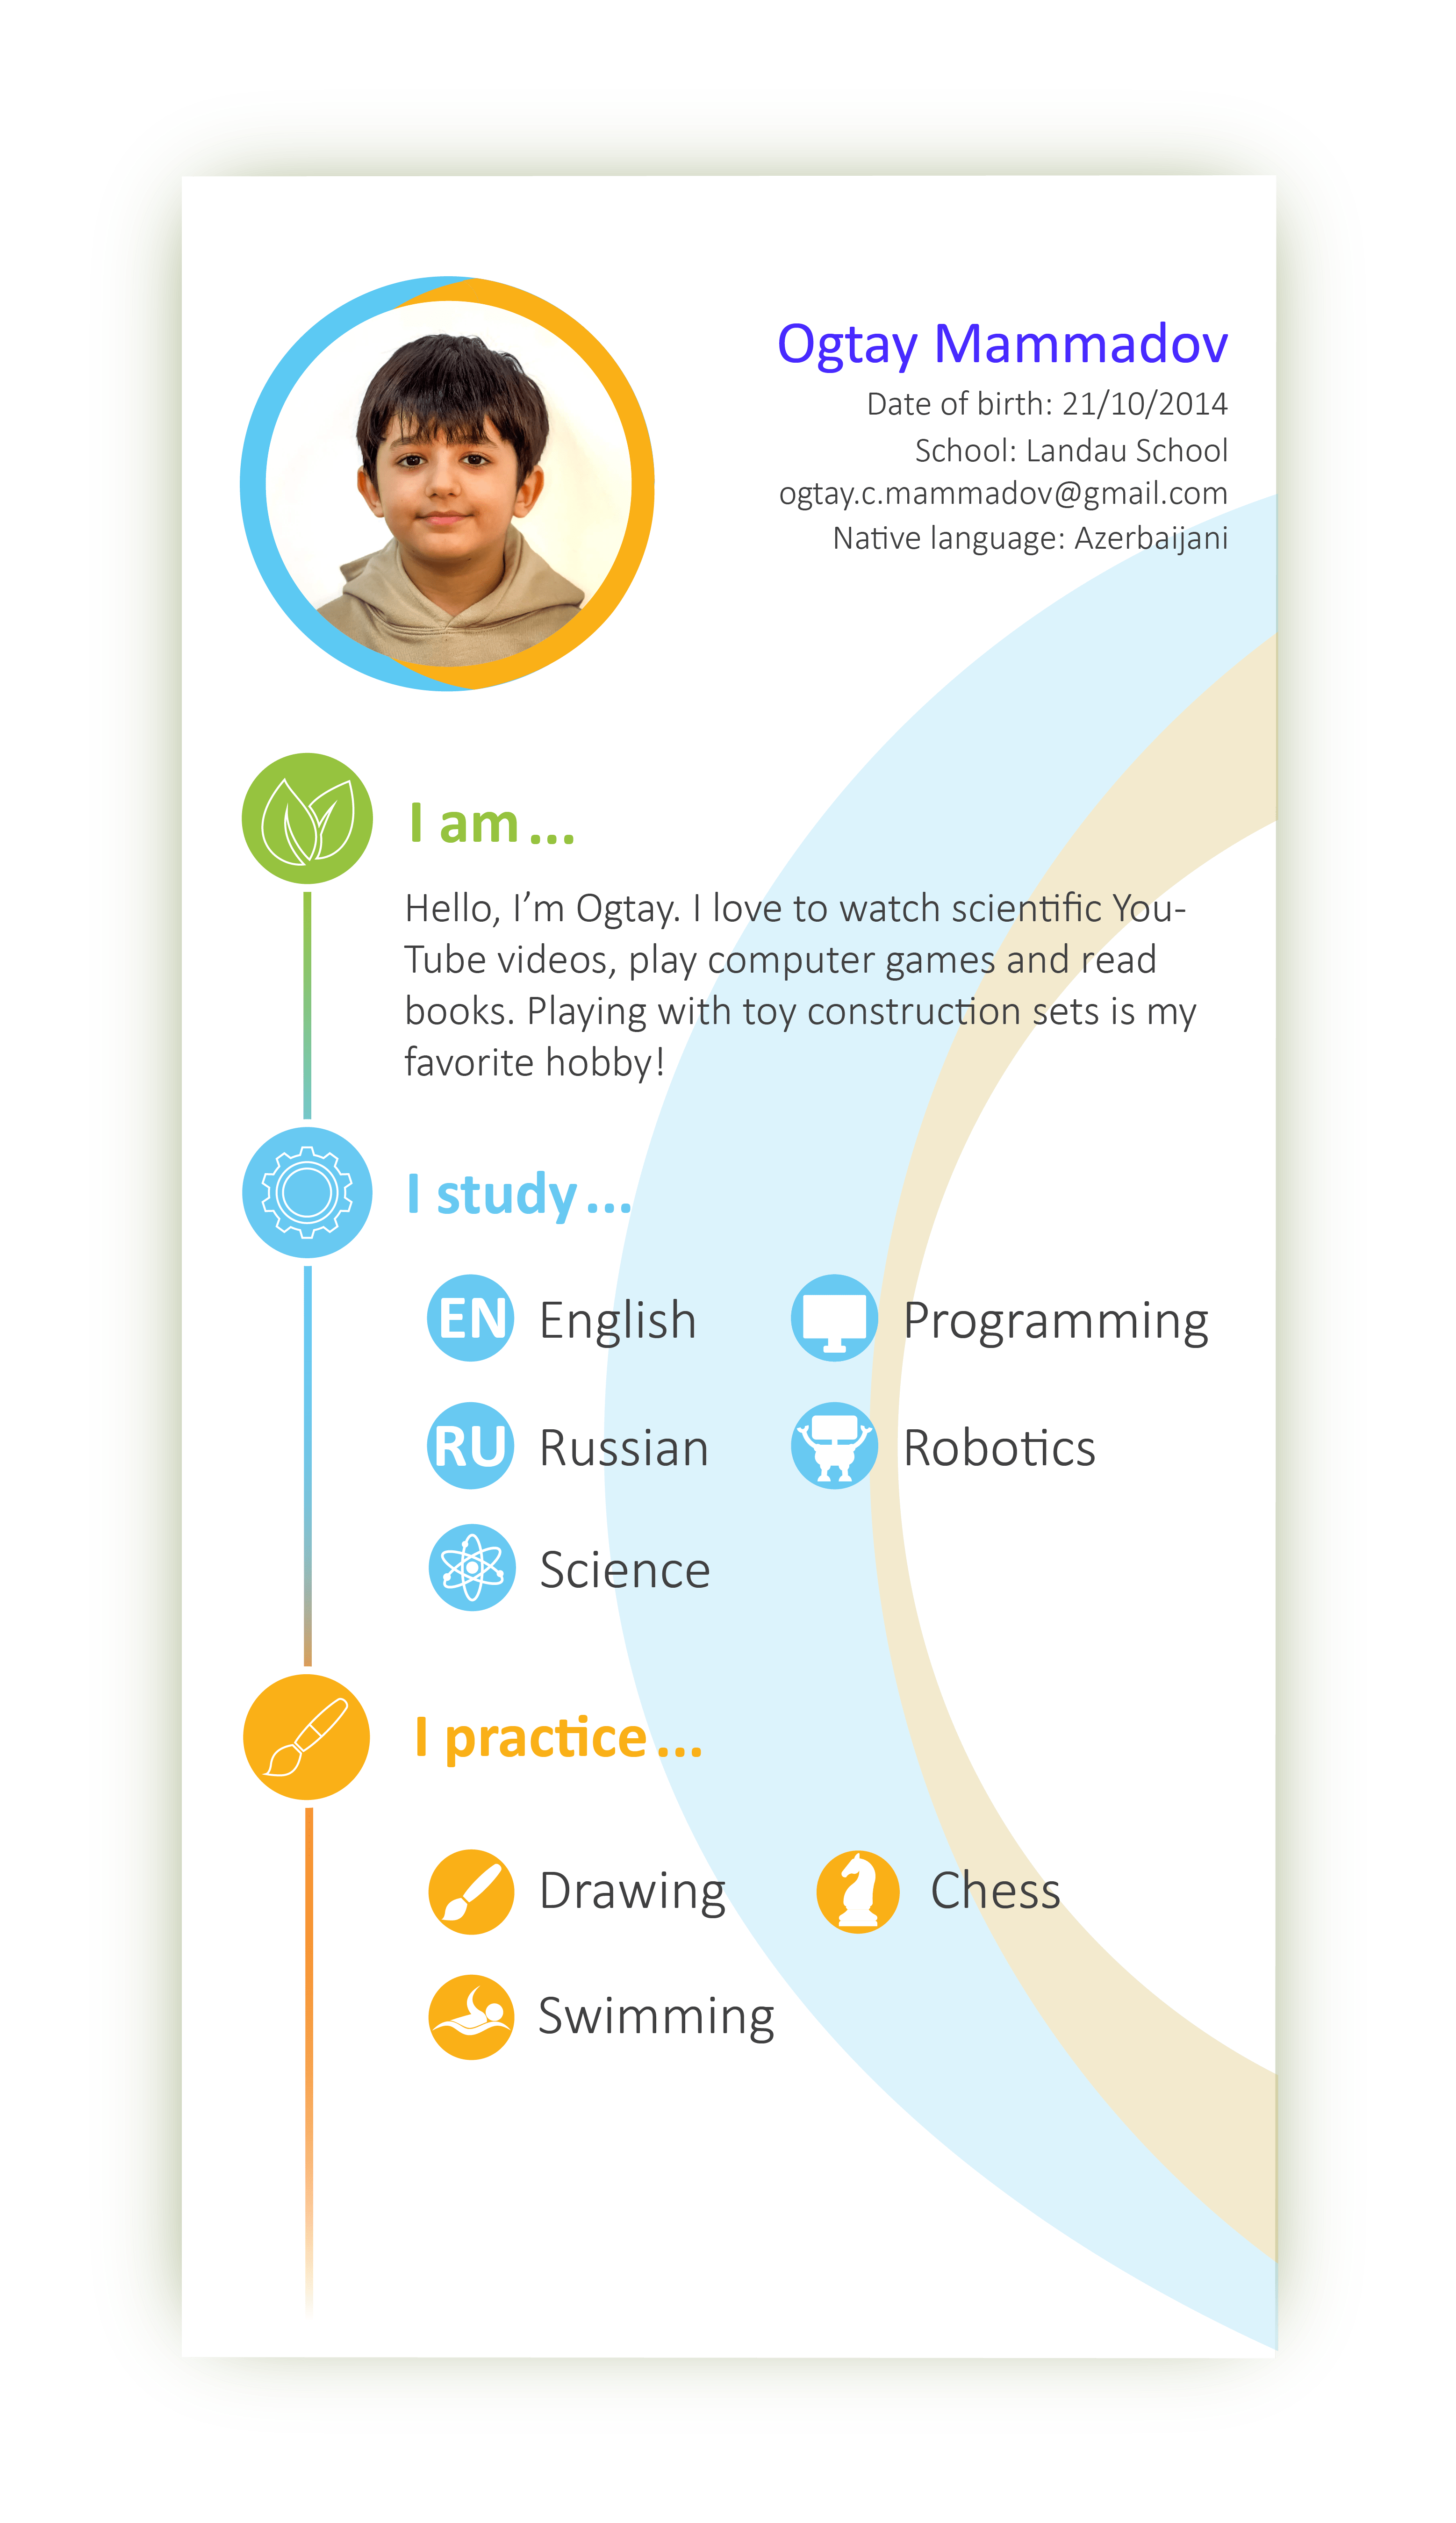 Ogtay Mammadov
Date of birth: 21/10/2014
School: Landau School
ogtay.c.mammadov@gmail.com
Native language: Azerbaijani
I am...
Hello, I’m Ogtay. I love to watch scientific You-
Tube videos, play computer games and read
books. Playing with toy construction sets is my
favorite hobby!
I study...
EN English
Programming
RU Russian
Robotics
Science
I practice...
Drawing
Chess
Swimming